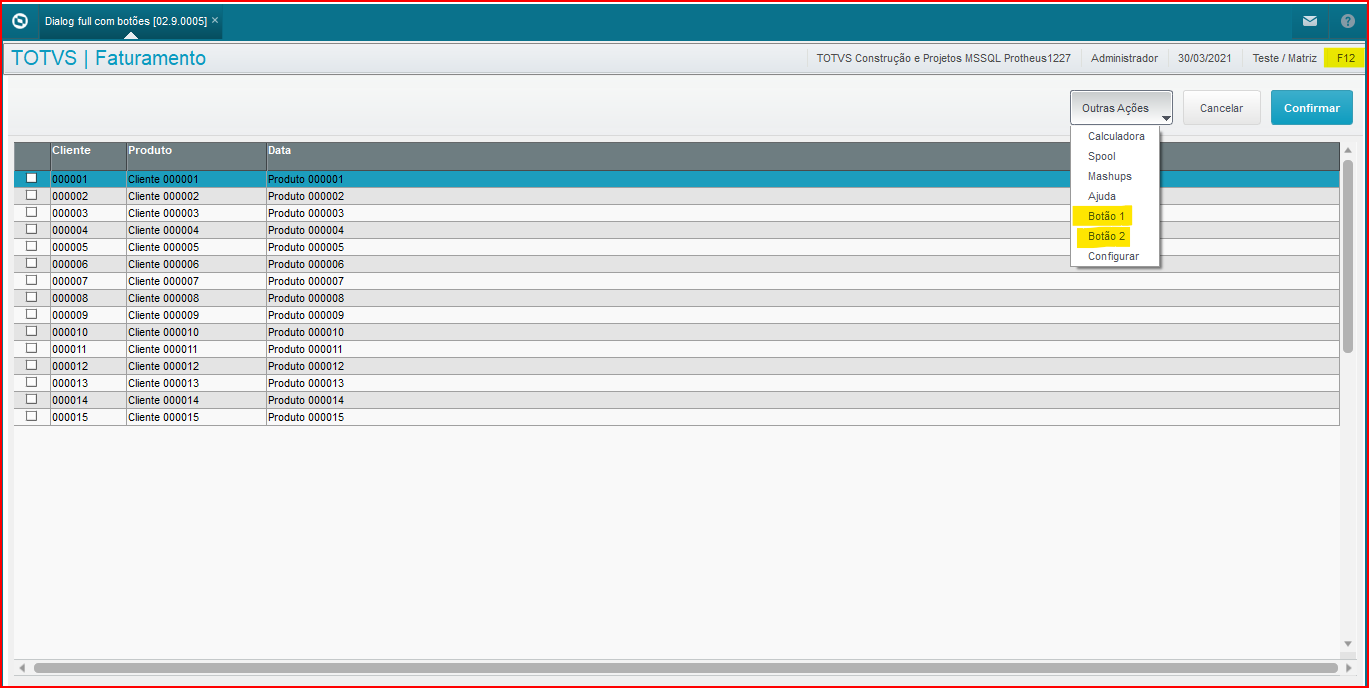 Dialog full com botões [02.9.0005] ×
?
TOTVS | Faturamento
TOTVS Construção e Projetos MSSQL Protheus1227 Administrador 30/03/2021 Teste / Matriz F12
Outras Ações Cancelar Confirmar
Calculadora
Spool
Mashups
Ajuda
Botão 1
Botão 2
Configurar
Cliente Produto Data
000001 Cliente 000001 Produto 000001
000002 Cliente 000002 Produto 000002
000003 Cliente 000003 Produto 000003
000004 Cliente 000004 Produto 000004
000005 Cliente 000005 Produto 000005
000006 Cliente 000006 Produto 000006
000007 Cliente 000007 Produto 000007
000008 Cliente 000008 Produto 000008
000009 Cliente 000009 Produto 000009
000010 Cliente 000010 Produto 000010
000011 Cliente 000011 Produto 000011
000012 Cliente 000012 Produto 000012
000013 Cliente 000013 Produto 000013
000014 Cliente 000014 Produto 000014
000015 Cliente 000015 Produto 000015